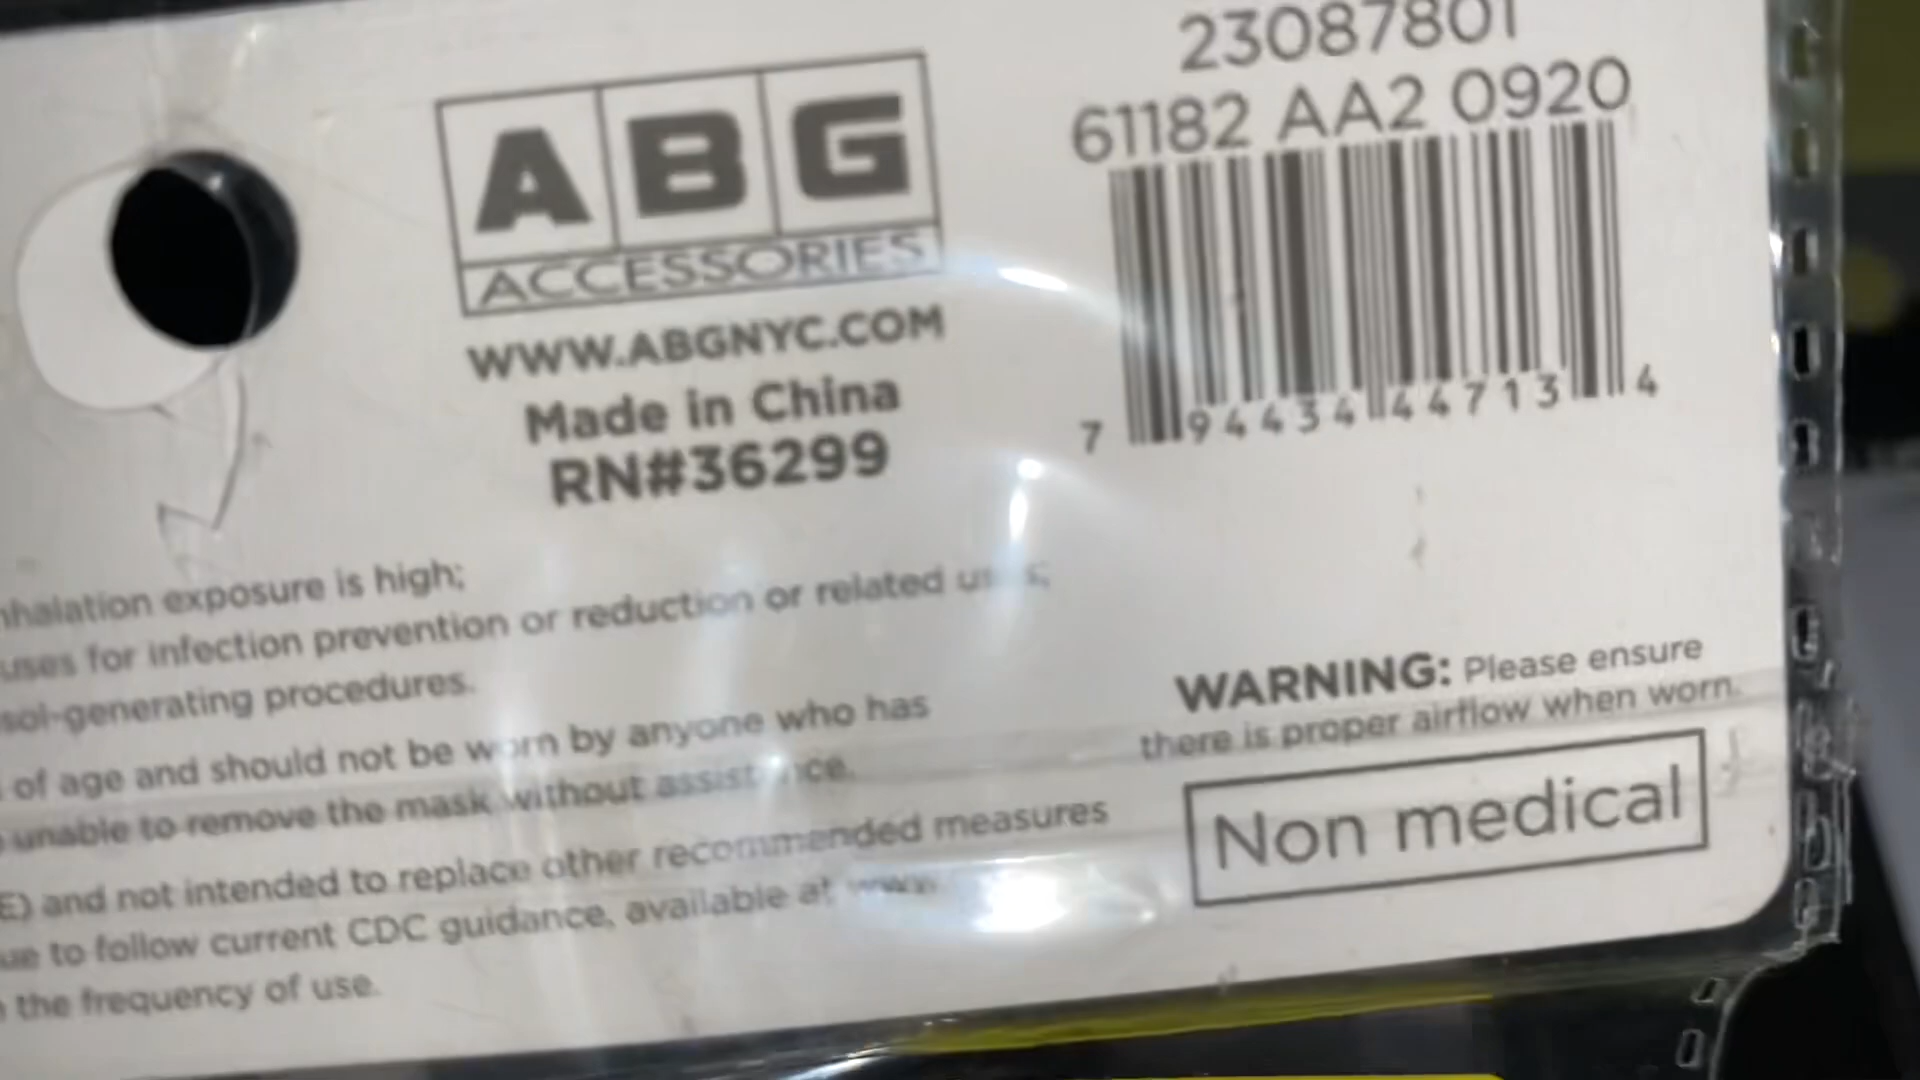 ABG
ACCESSORIES
WWW.ABGNYC.COM
Made in China
RN#36299
23087801
61182 AA2 0920
7 94434 44713 4
nhalation exposure is high;
uses for infection prevention or reduction or related
sol-generating procedures.
of age and should not be worn by anyone who has
unable to remove the mask without assistance.
E) and not intended to replace other recommended measures
ue to follow current CDC guidance, available at www.
the frequency of use.
WARNING: Please ensure
there is proper airflow when worn.
Non medical